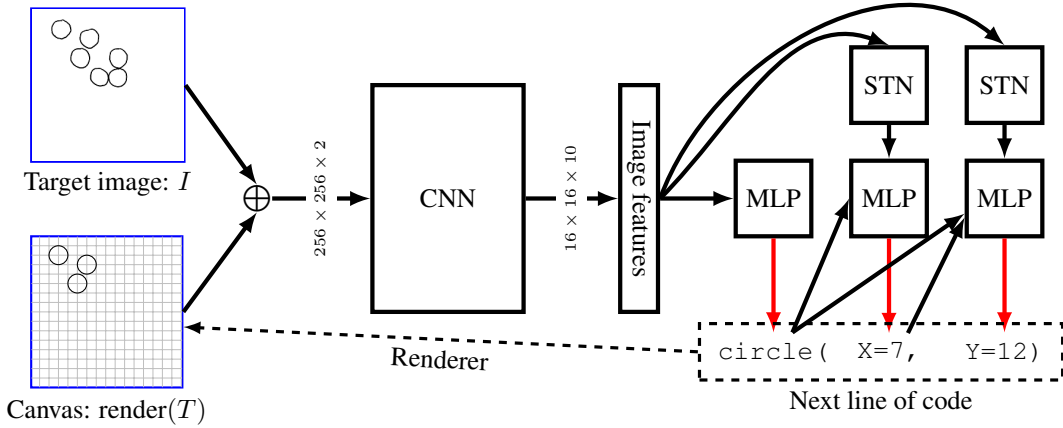 Target image: I
Canvas: render(T)
256 × 256 × 2
CNN
16 × 16 × 10
Image features
STN
STN
MLP
MLP
MLP
circle( X=7, Y=12)
Renderer
Next line of code